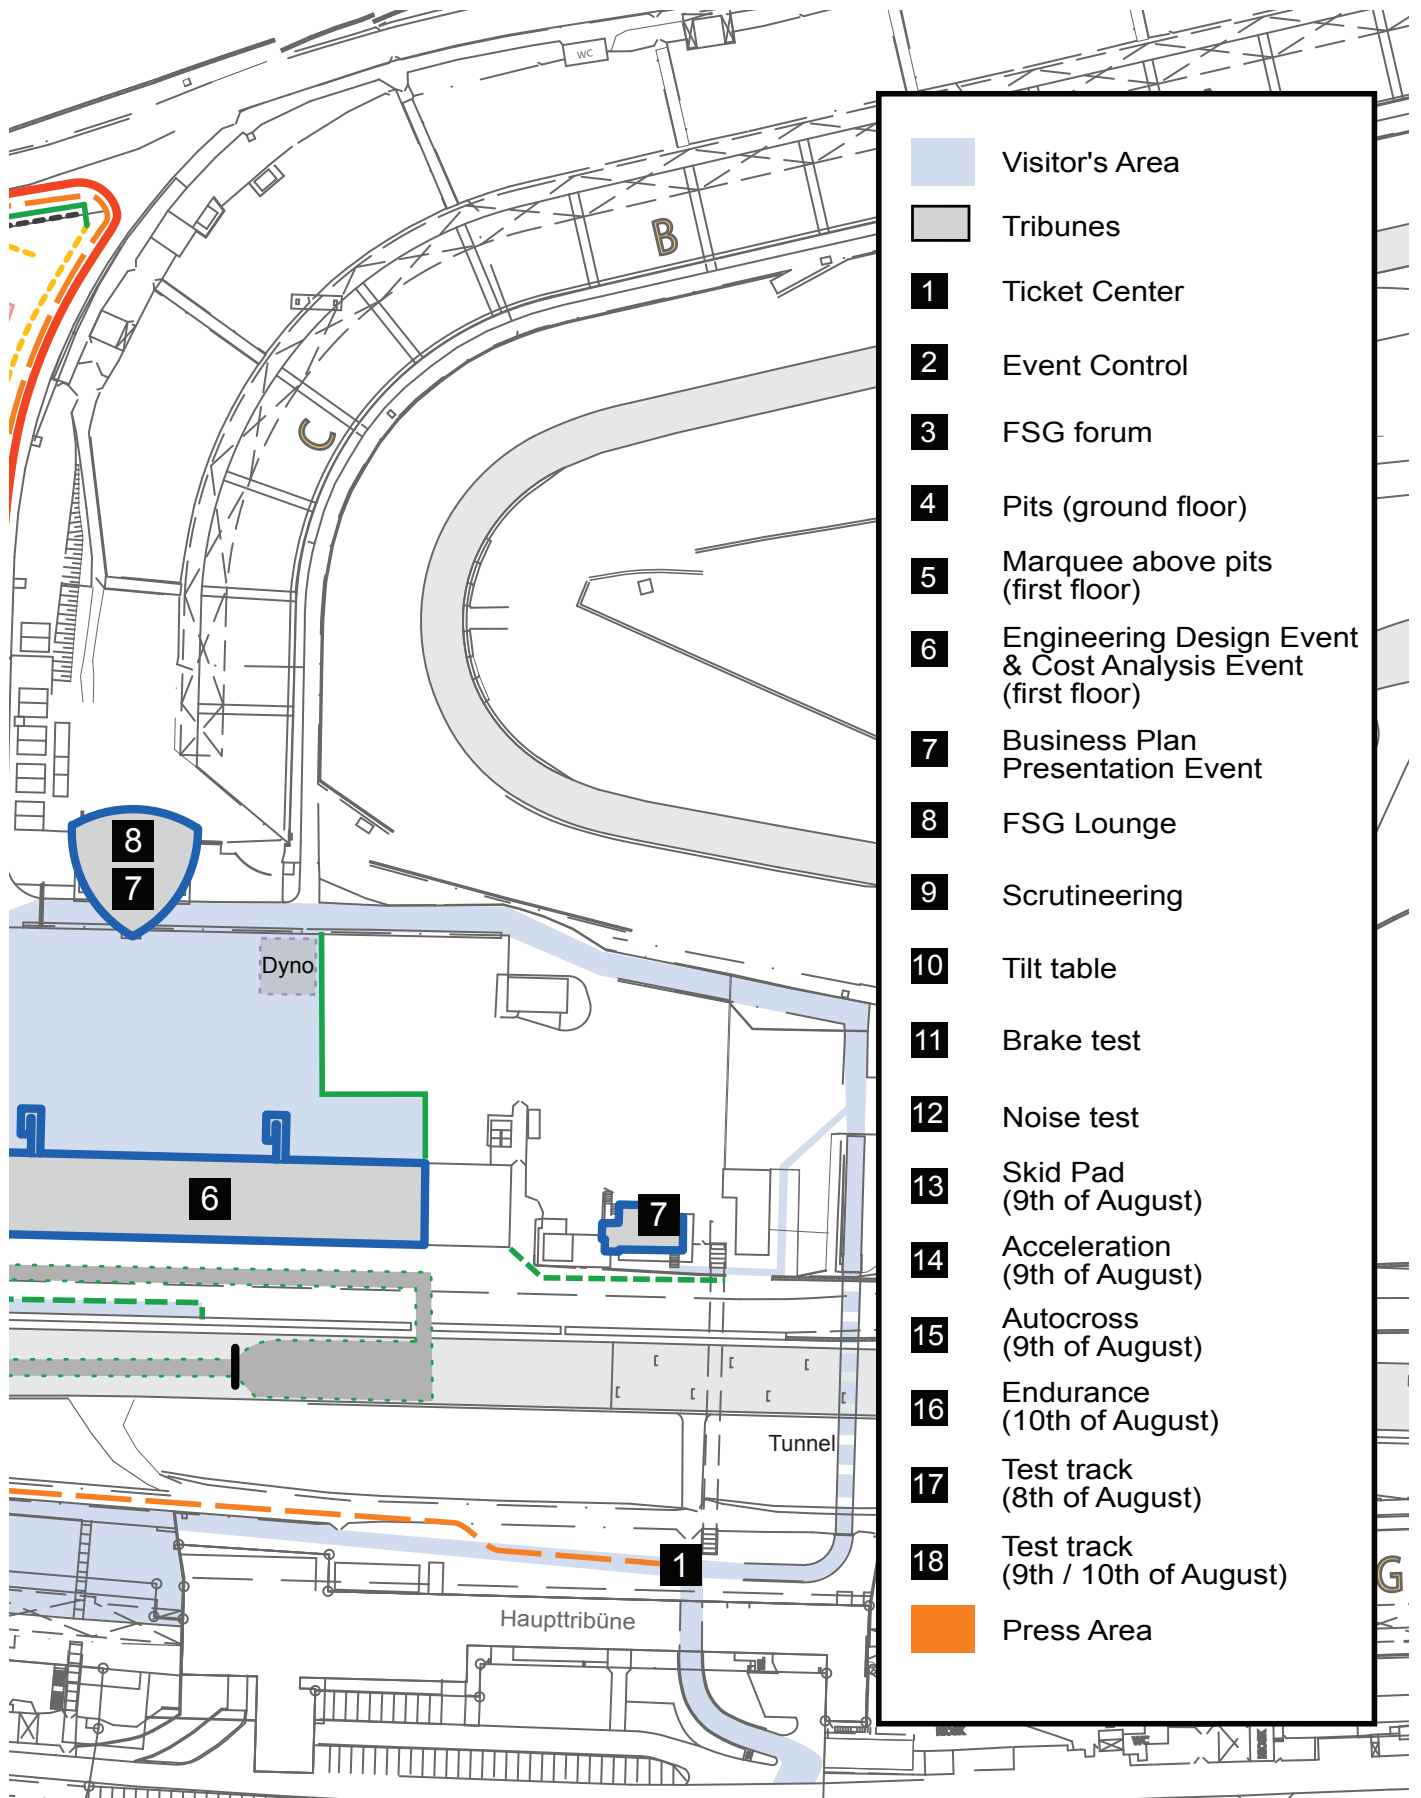 WC
B
C
8
7
Dyno
6
7
Tunnel
1
Haupttribüne
G
WC
Visitor's Area
Tribunes
1 Ticket Center
2 Event Control
3 FSG forum
4 Pits (ground floor)
5 Marquee above pits
(first floor)
6 Engineering Design Event
& Cost Analysis Event
(first floor)
7 Business Plan
Presentation Event
8 FSG Lounge
9 Scrutineering
10 Tilt table
11 Brake test
12 Noise test
13 Skid Pad
(9th of August)
14 Acceleration
(9th of August)
15 Autocross
(9th of August)
16 Endurance
(10th of August)
17 Test track
(8th of August)
18 Test track
(9th / 10th of August)
Press Area